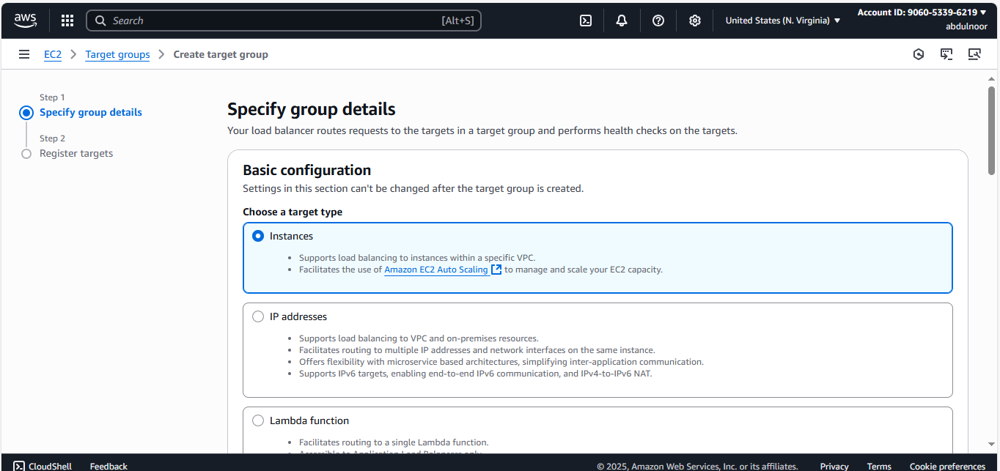 aws
Search [Alt+S]
United States (N. Virginia)
Account ID: 9060-5339-6219
abdulnoor
EC2 Target groups Create target group
Step 1
Specify group details
Step 2
Register targets
Specify group details
Your load balancer routes requests to the targets in a target group and performs health checks on the targets.
Basic configuration
Settings in this section can't be changed after the target group is created.
Choose a target type
Instances
• Supports load balancing to instances within a specific VPC.
• Facilitates the use of Amazon EC2 Auto Scaling to manage and scale your EC2 capacity.
IP addresses
• Supports load balancing to VPC and on-premises resources.
• Facilitates routing to multiple IP addresses and network interfaces on the same instance.
• Offers flexibility with microservice based architectures, simplifying inter-application communication.
• Supports IPv6 targets, enabling end-to-end IPv6 communication, and IPv4-to-IPv6 NAT.
Lambda function
• Facilitates routing to a single Lambda function.
• Accessible to Application Load Balancers only.
CloudShell Feedback © 2025, Amazon Web Services, Inc. or its affiliates. Privacy Terms Cookie preferences